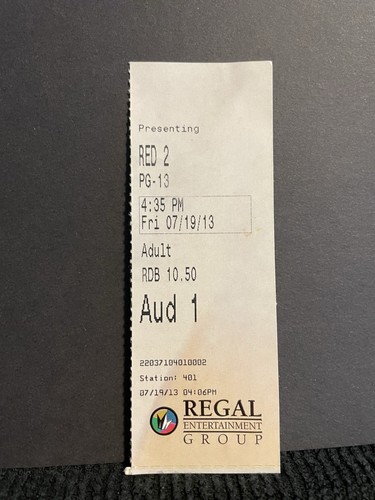 Presenting
RED 2
PG-13
4:35 PM
Fri 07/19/13
Adult
RDB 10.50
Aud 1
22037104010002
Station: 401
07/19/13 04:06PM
REGAL
ENTERTAINMENT
GROUP